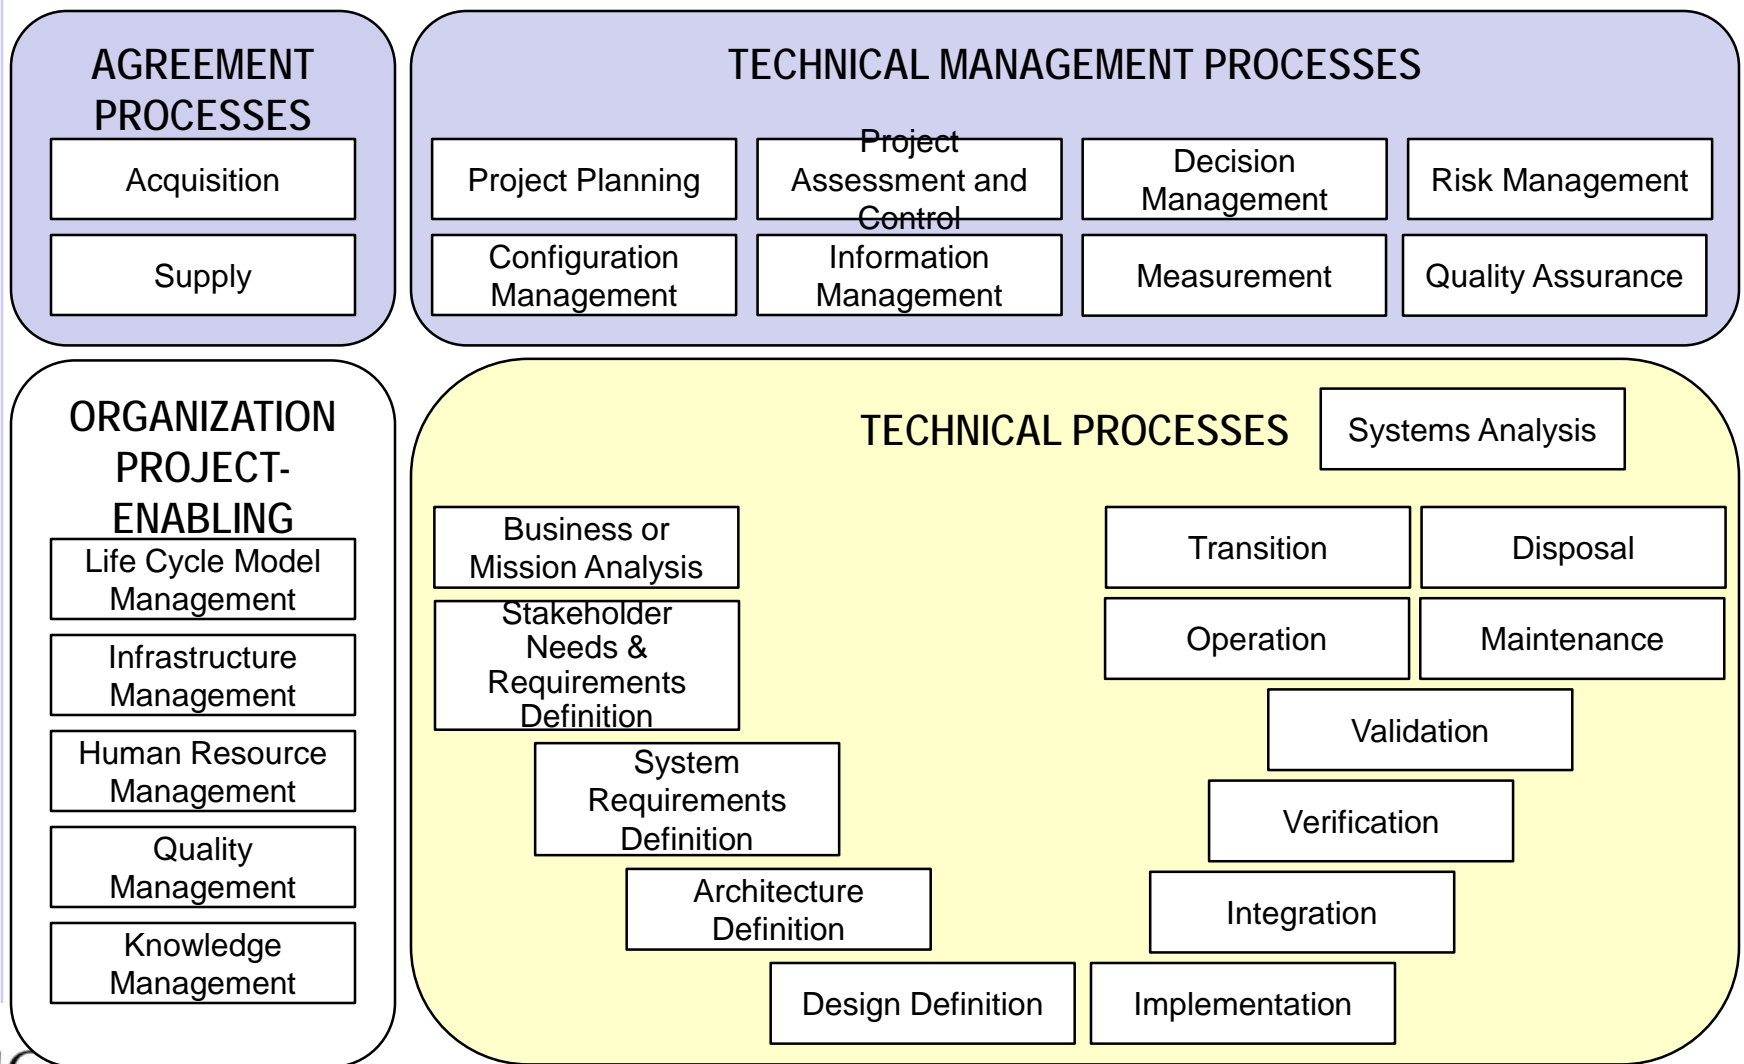 AGREEMENT
PROCESSES
Acquisition
Supply
TECHNICAL MANAGEMENT PROCESSES
Project Planning
Project
Assessment and
Control
Decision
Management
Risk Management
Configuration
Management
Information
Management
Measurement
Quality Assurance
ORGANIZATION
PROJECT-
ENABLING
Life Cycle Model
Management
Infrastructure
Management
Human Resource
Management
Quality
Management
Knowledge
Management
TECHNICAL PROCESSES
Systems Analysis
Business or
Mission Analysis
Stakeholder
Needs &
Requirements
Definition
System
Requirements
Definition
Architecture
Definition
Design Definition
Implementation
Integration
Verification
Validation
Transition
Disposal
Operation
Maintenance